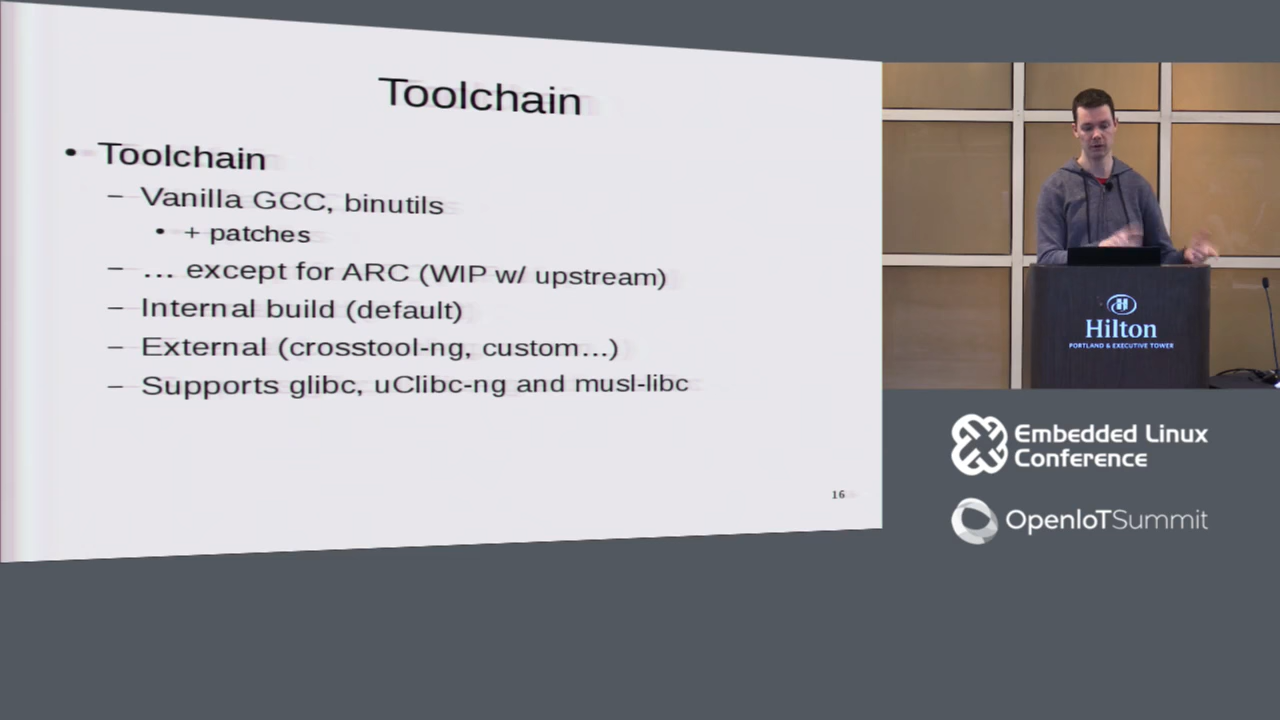 Toolchain
• Toolchain
– Vanilla GCC, binutils
• + patches
– ... except for ARC (WIP w/ upstream)
– Internal build (default)
– External (crosstool-ng, custom...)
– Supports glibc, uClibc-ng and musl-libc
16
Hilton
PORTLAND & EXECUTIVE TOWER
Embedded Linux
Conference
OpenIoTSummit